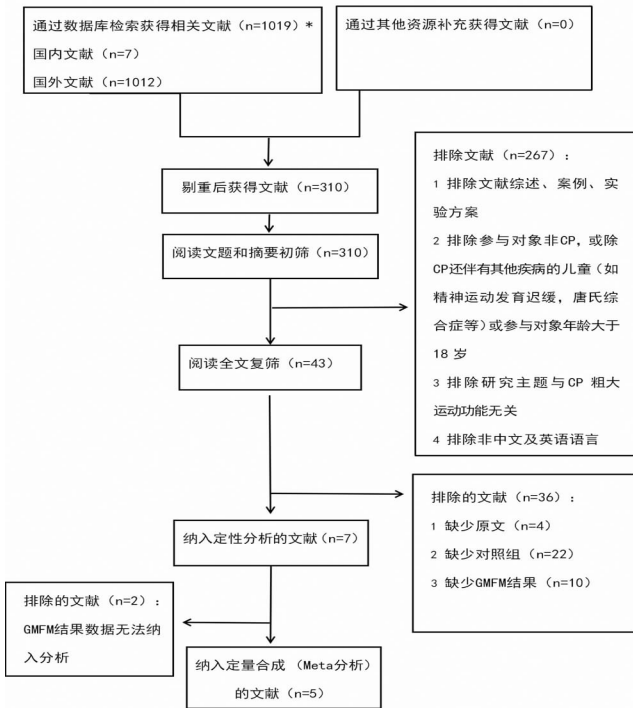 通过数据库检索获得相关文献（n=1019）*
国内文献（n=7）
国外文献（n=1012）
通过其他资源补充获得文献（n=0）
剔重后获得文献（n=310）
阅读文题和摘要初筛（n=310）
排除文献（n=267）：
1 排除文献综述、案例、实
验方案
2 排除参与对象非CP，或除
CP还伴有其他疾病的儿童（如
精神运动发育迟缓，唐氏综
合症等）或参与对象年龄大于
18 岁
3 排除研究主题与CP 粗大
运动功能无关
4 排除非中文及英语语言
阅读全文复筛（n=43）
排除的文献（n=36）：
1 缺少原文（n=4）
2 缺少对照组（n=22）
3 缺少GMFM结果（n=10）
纳入定性分析的文献（n=7）
排除的文献（n=2）：
GMFM结果数据无法纳
入分析
纳入定量合成 （Meta分析）
的文献（n=5）